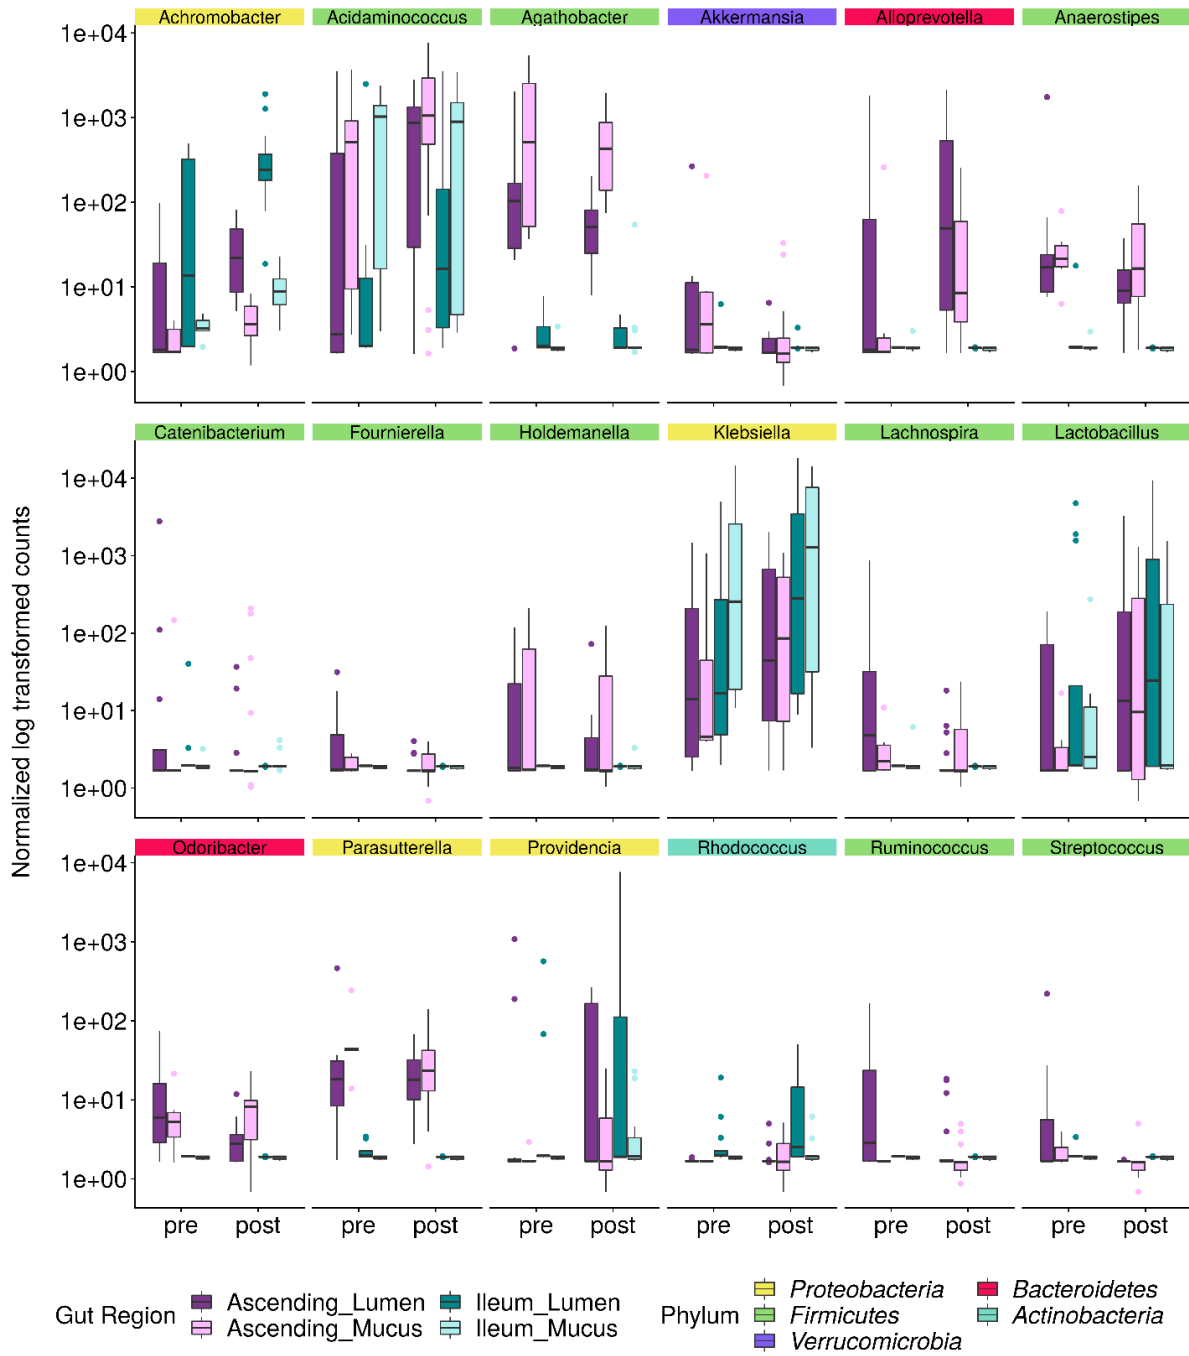 Achromobacter Acidaminococcus Agathobacter Akkermansia Alloprevotella Anaerostipes
1e+04
1e+03
1e+02
1e+01
1e+00
Catenibacterium Fournierella Holdemanella Klebsiella Lachnospira Lactobacillus
1e+04
1e+03
1e+02
1e+01
1e+00
Normalized log transformed counts
Odoribacter Parasutterella Providencia Rhodococcus Ruminococcus Streptococcus
1e+04
1e+03
1e+02
1e+01
1e+00
pre post pre post pre post pre post pre post pre post
Gut Region Ascending_Lumen Ileum_Lumen
Ascending_Mucus Ileum_Mucus
Phylum Proteobacteria Bacteroidetes
Firmicutes Actinobacteria
Verrucomicrobia